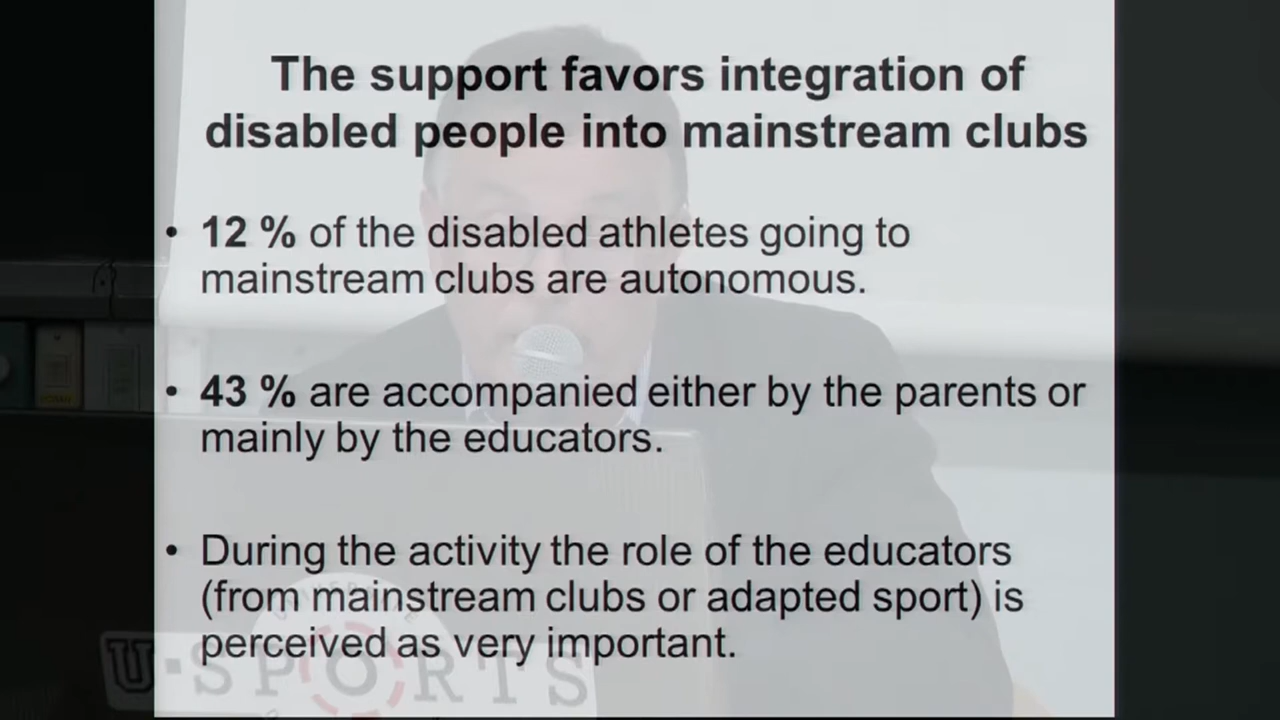 The support favors integration of
disabled people into mainstream clubs
• 12 % of the disabled athletes going to
mainstream clubs are autonomous.
• 43 % are accompanied either by the parents or
mainly by the educators.
• During the activity the role of the educators
(from mainstream clubs or adapted sport) is
perceived as very important.
U·SPORTS